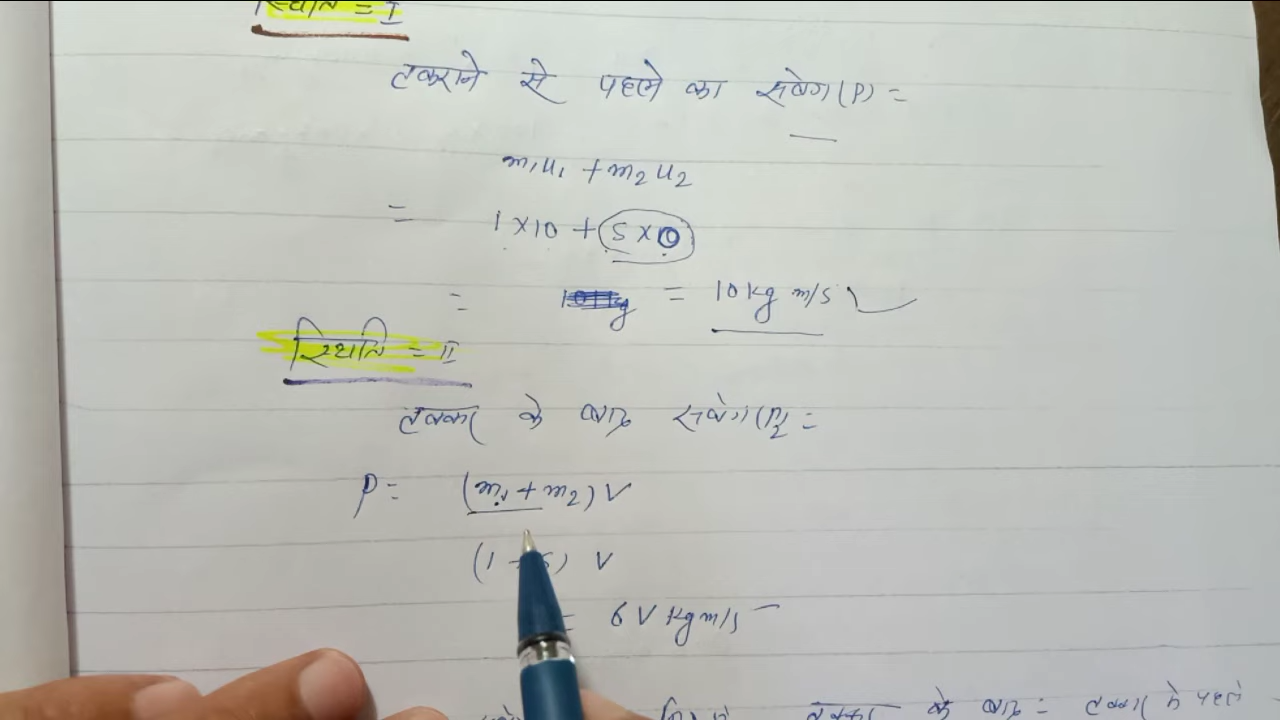 स्थिति = I
टकराने से पहले का संवेग (P) =
m1u1 + m2u2
= 1×10 + 5×0
= = 10 kg m/s
स्थिति = II
टक्कर के बाद संवेग (P)2 =
P = (m1 + m2) V
(1 + 5) V
= 6V kg m/s
के बाद =